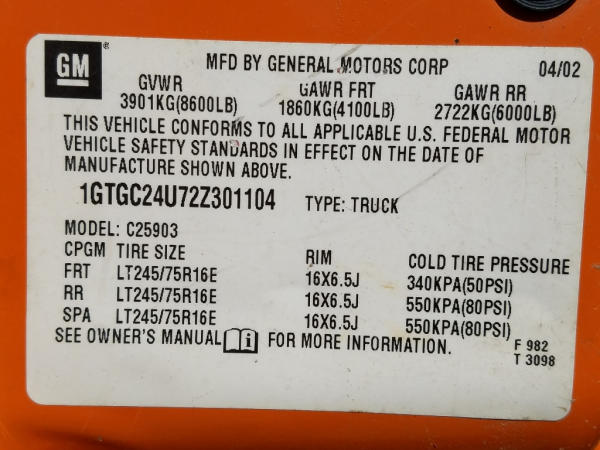 GM ®
MFD BY GENERAL MOTORS CORP 04/02
GVWR GAWR FRT GAWR RR
3901KG(8600LB) 1860KG(4100LB) 2722KG(6000LB)
THIS VEHICLE CONFORMS TO ALL APPLICABLE U.S. FEDERAL MOTOR
VEHICLE SAFETY STANDARDS IN EFFECT ON THE DATE OF
MANUFACTURE SHOWN ABOVE.
1GTGC24U72Z301104 TYPE: TRUCK
MODEL: C25903
CPGM TIRE SIZE RIM COLD TIRE PRESSURE
FRT LT245/75R16E 16X6.5J 340KPA(50PSI)
RR LT245/75R16E 16X6.5J 550KPA(80PSI)
SPA LT245/75R16E 16X6.5J 550KPA(80PSI)
SEE OWNER'S MANUAL i FOR MORE INFORMATION.
F 982
T 3098